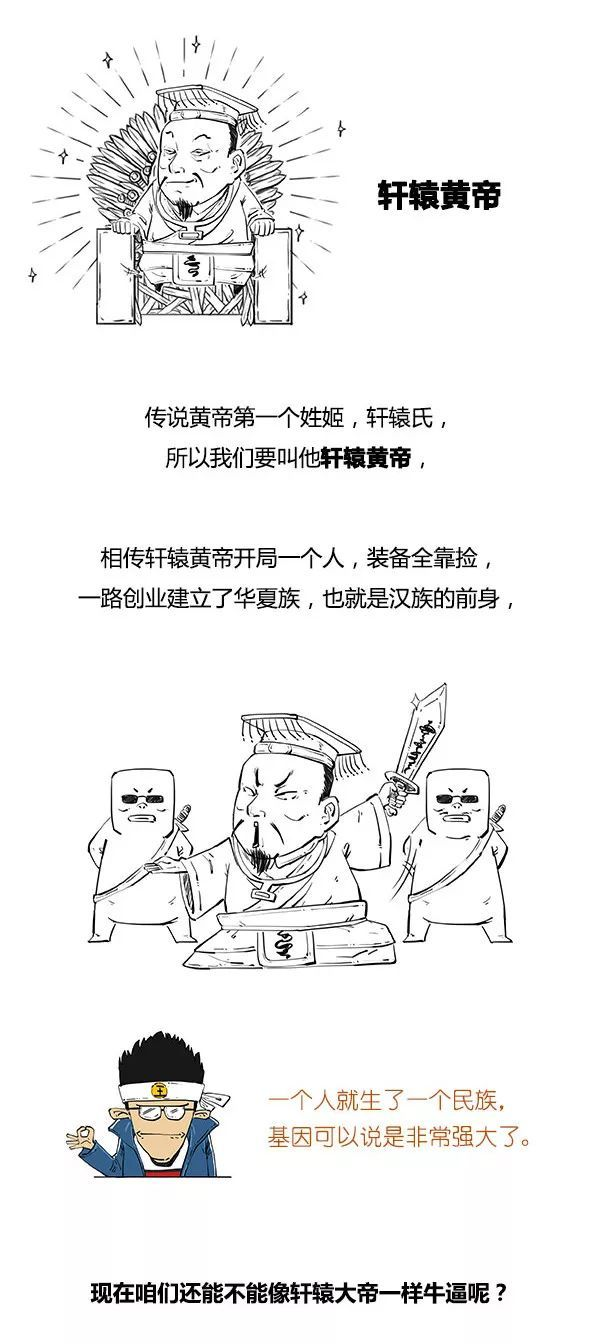 轩辕黄帝
传说黄帝第一个姓姬，轩辕氏，
所以我们要叫他轩辕黄帝，
相传轩辕黄帝开局一个人，装备全靠捡，
一路创业建立了华夏族，也就是汉族的前身，
一个人就生了一个民族，
基因可以说是非常强大了。
现在咱们还能不能像轩辕大帝一样牛逼呢？